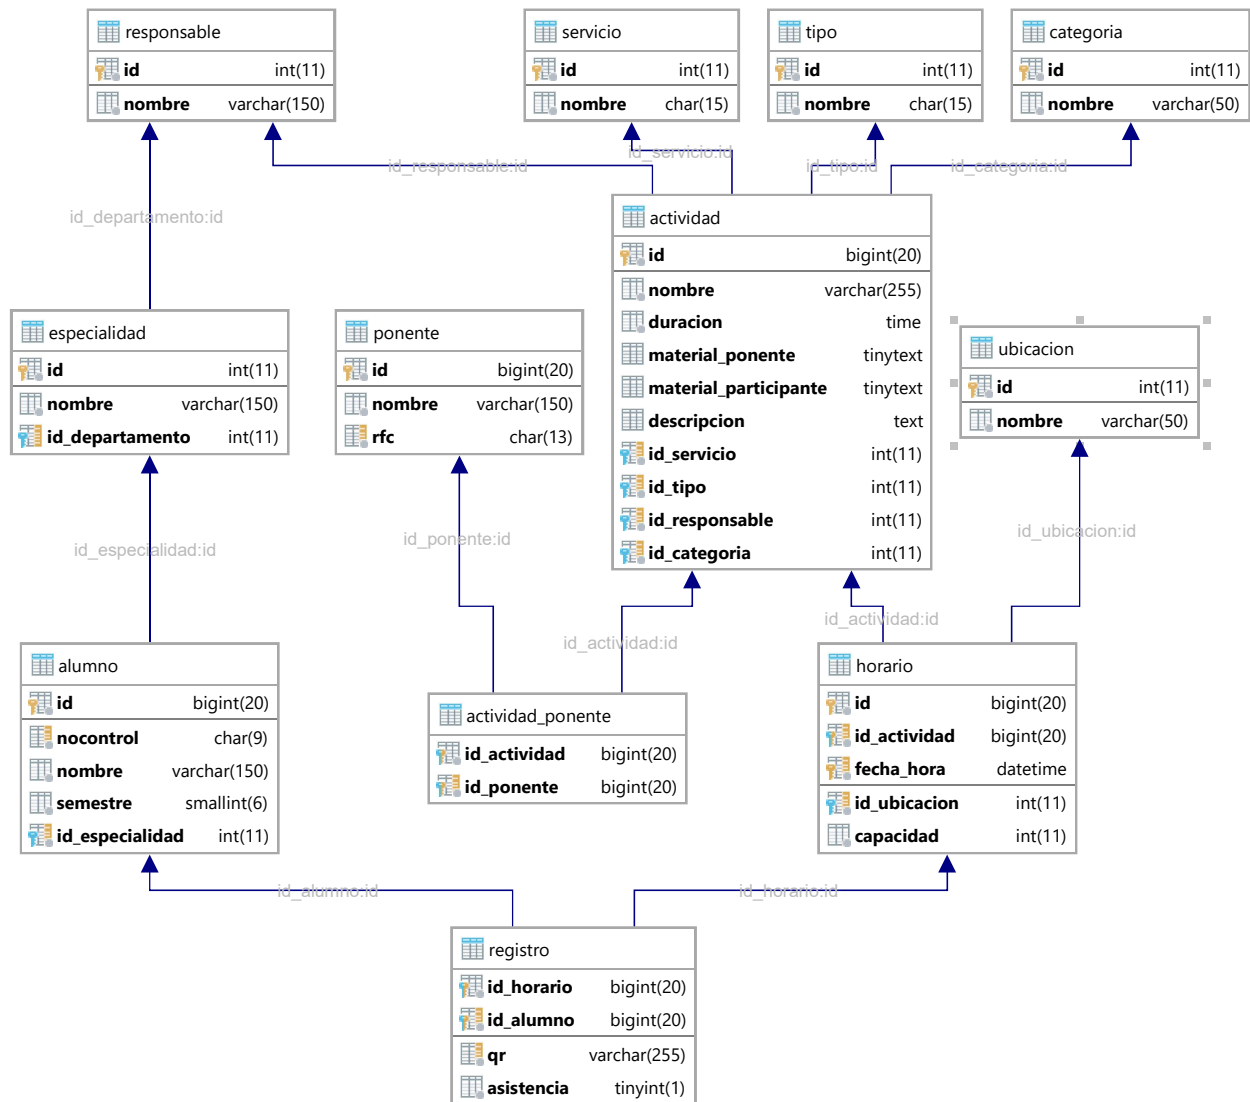 responsable
id int(11)
nombre varchar(150)
servicio
id int(11)
nombre char(15)
tipo
id int(11)
nombre char(15)
categoria
id int(11)
nombre varchar(50)
id_responsable:id
id_servicio:id
id_tipo:id
id_categoria:id
id_departamento:id
actividad
id bigint(20)
nombre varchar(255)
duracion time
material_ponente tinytext
material_participante tinytext
descripcion text
id_servicio int(11)
id_tipo int(11)
id_responsable int(11)
id_categoria int(11)
especialidad
id int(11)
nombre varchar(150)
id_departamento int(11)
ponente
id bigint(20)
nombre varchar(150)
rfc char(13)
ubicacion
id int(11)
nombre varchar(50)
id_especialidad:id
id_ponente:id
id_ubicacion:id
id_actividad:id
id_actividad:id
alumno
id bigint(20)
nocontrol char(9)
nombre varchar(150)
semestre smallint(6)
id_especialidad int(11)
actividad_ponente
id_actividad bigint(20)
id_ponente bigint(20)
horario
id bigint(20)
id_actividad bigint(20)
fecha_hora datetime
id_ubicacion int(11)
capacidad int(11)
id_alumno:id
id_horario:id
registro
id_horario bigint(20)
id_alumno bigint(20)
qr varchar(255)
asistencia tinyint(1)